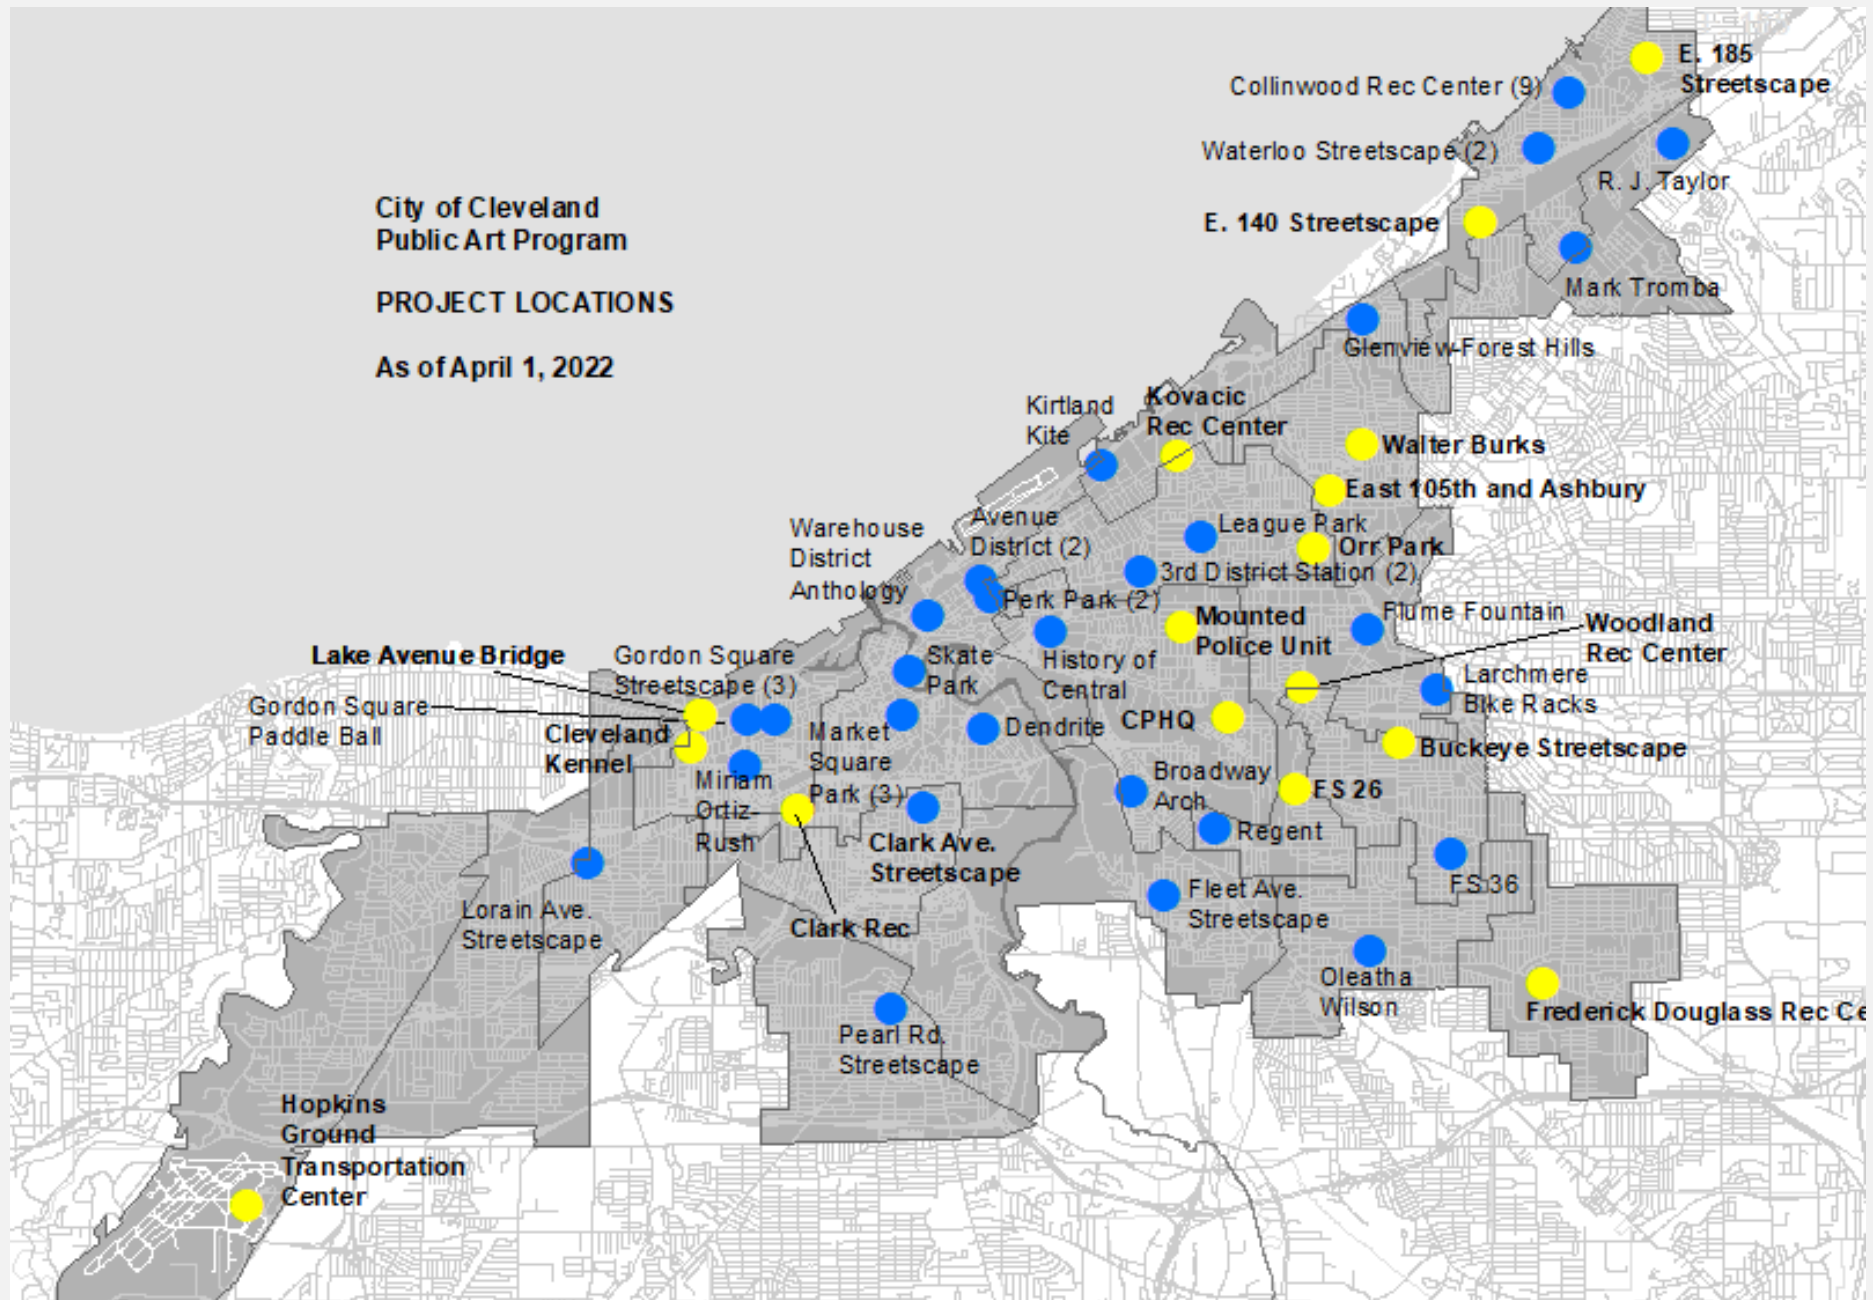 City of Cleveland
Public Art Program
PROJECT LOCATIONS
As of April 1, 2022
E. 185
Streetscape
Collinwood Rec Center (9)
Waterloo Streetscape (2)
R. J. Taylor
E. 140 Streetscape
Mark Tromba
Glenview-Forest Hills
Kirtland
Kite
Kovacic
Rec Center
Walter Burks
East 105th and Ashbury
Warehouse
District
Anthology
Avenue
District (2)
League Park
Orr Park
3rd District Station (2)
Perk Park (2)
Mounted
Police Unit
Flume Fountain
Woodland
Rec Center
Lake Avenue Bridge
Gordon Square
Streetscape (3)
Skate
Park
History of
Central
Larchmere
Bike Racks
Gordon Square
Paddle Ball
Cleveland
Kennel
Market
Square
Park (3)
Dendrite
CPHQ
Buckeye Streetscape
Miriam
Ortiz-
Rush
Broadway
Arch
FS 26
Regent
Clark Ave.
Streetscape
FS 36
Fleet Ave.
Streetscape
Lorain Ave.
Streetscape
Clark Rec
Oleatha
Wilson
Frederick Douglass Rec Ce
Pearl Rd.
Streetscape
Hopkins
Ground
Transportation
Center